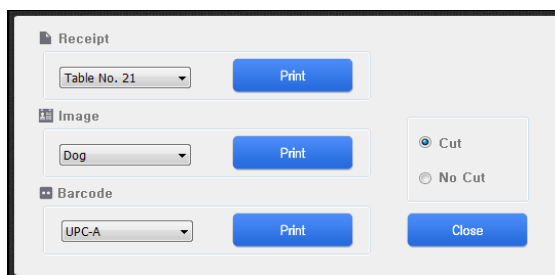 Receipt
Table No. 21
Print
Image
Dog
Print
Barcode
UPC-A
Print
Cut
No Cut
Close